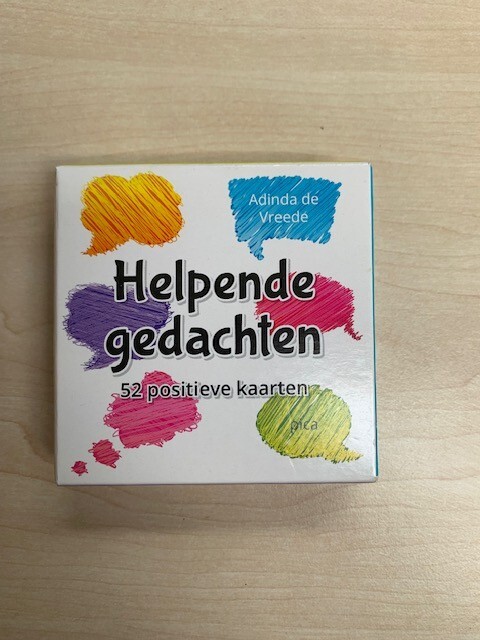 Adinda de
Vreede
Helpende
gedachten
52 positieve kaarten
pica